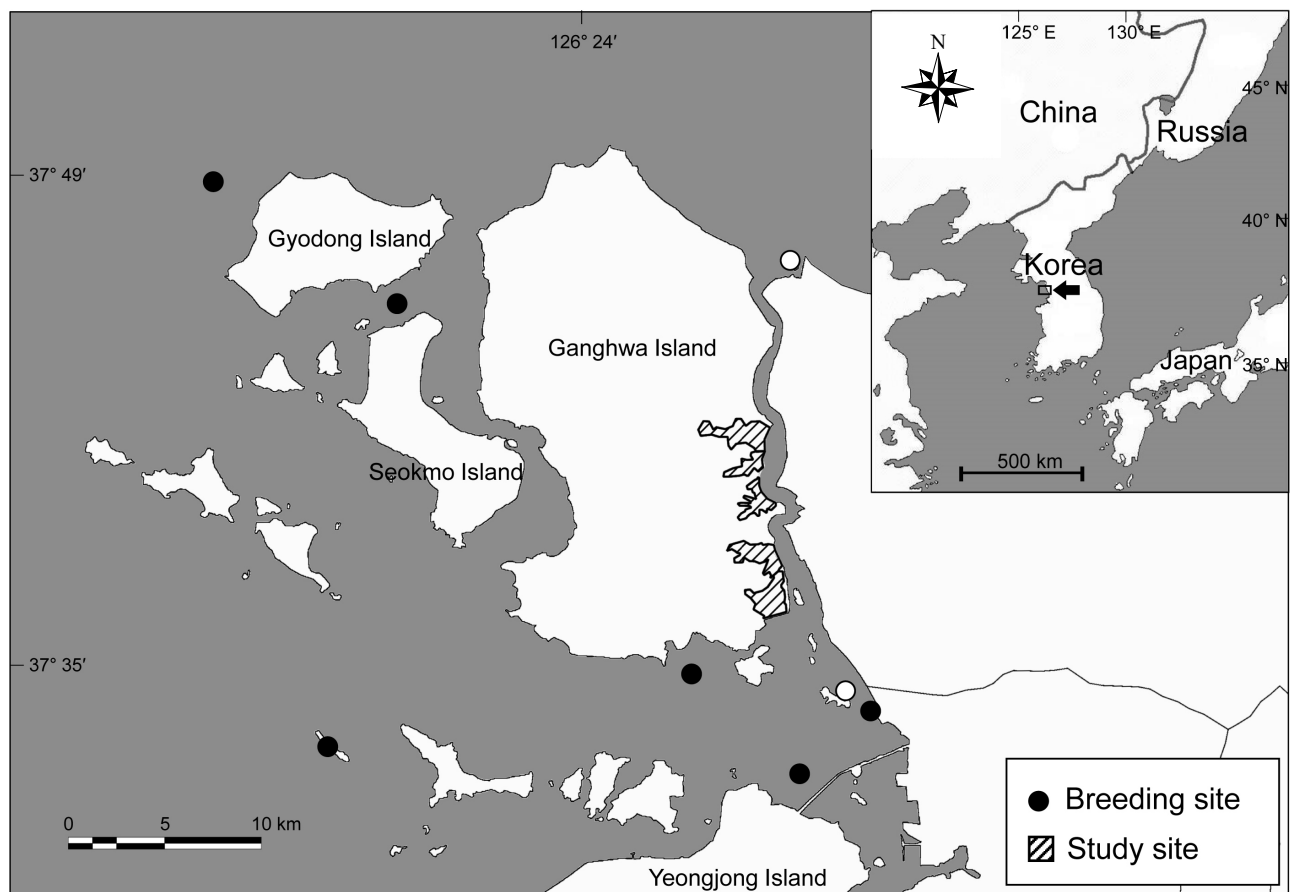 126° 24′
37° 49′
Gyodong Island
Ganghwa Island
Seokmo Island
37° 35′
0 5 10 km
Yeongjong Island
N
125° E 130° E
45° N
China
Russia
40° N
Korea
Japan
35° N
500 km
Breeding site
Study site